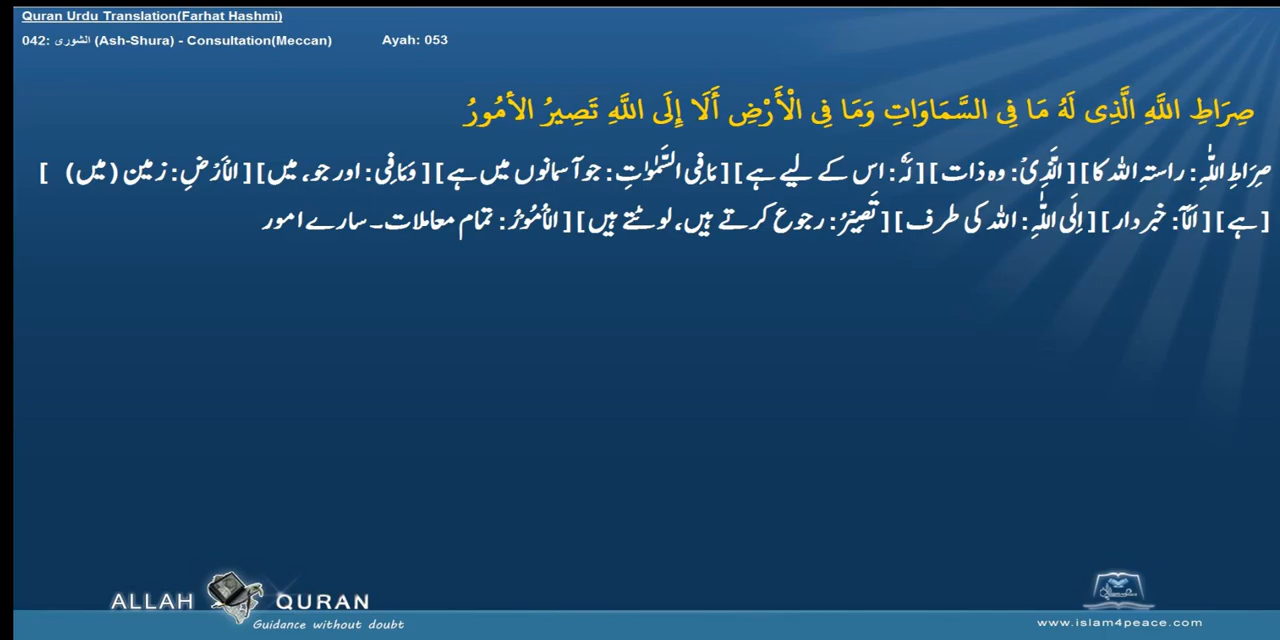 Quran Urdu Translation(Farhat Hashmi)
042: الشورى (Ash-Shura) - Consultation(Meccan) Ayah: 053
صِرَاطِ اللَّهِ الَّذِى لَهُ مَا فِى السَّمَاوَاتِ وَمَا فِى الْأَرْضِ أَلَا إِلَى اللَّهِ تَصِيرُ الأمُورُ
صِرَاطِ اللّٰهِ: راستہ اللہ کا] [الَّذِىْ: وہ ذات] [لَهٗ: اس کے لیے ہے] [مَا فِى السَّمٰوٰتِ: جو آسمانوں میں ہے] [وَمَا فِى: اور جو، میں] [الْاَرْضِ: زمین (میں) ]
[ہے] [اَلَاۤ: خبردار] [اِلَى اللّٰهِ: اللہ کی طرف] [تَصِيْرُ: رجوع کرتے ہیں، لوٹتے ہیں] [الْاُمُوْرُ: تمام معاملات۔ سارے امور
ALLAH QURAN
Guidance without doubt
www.islam4peace.com